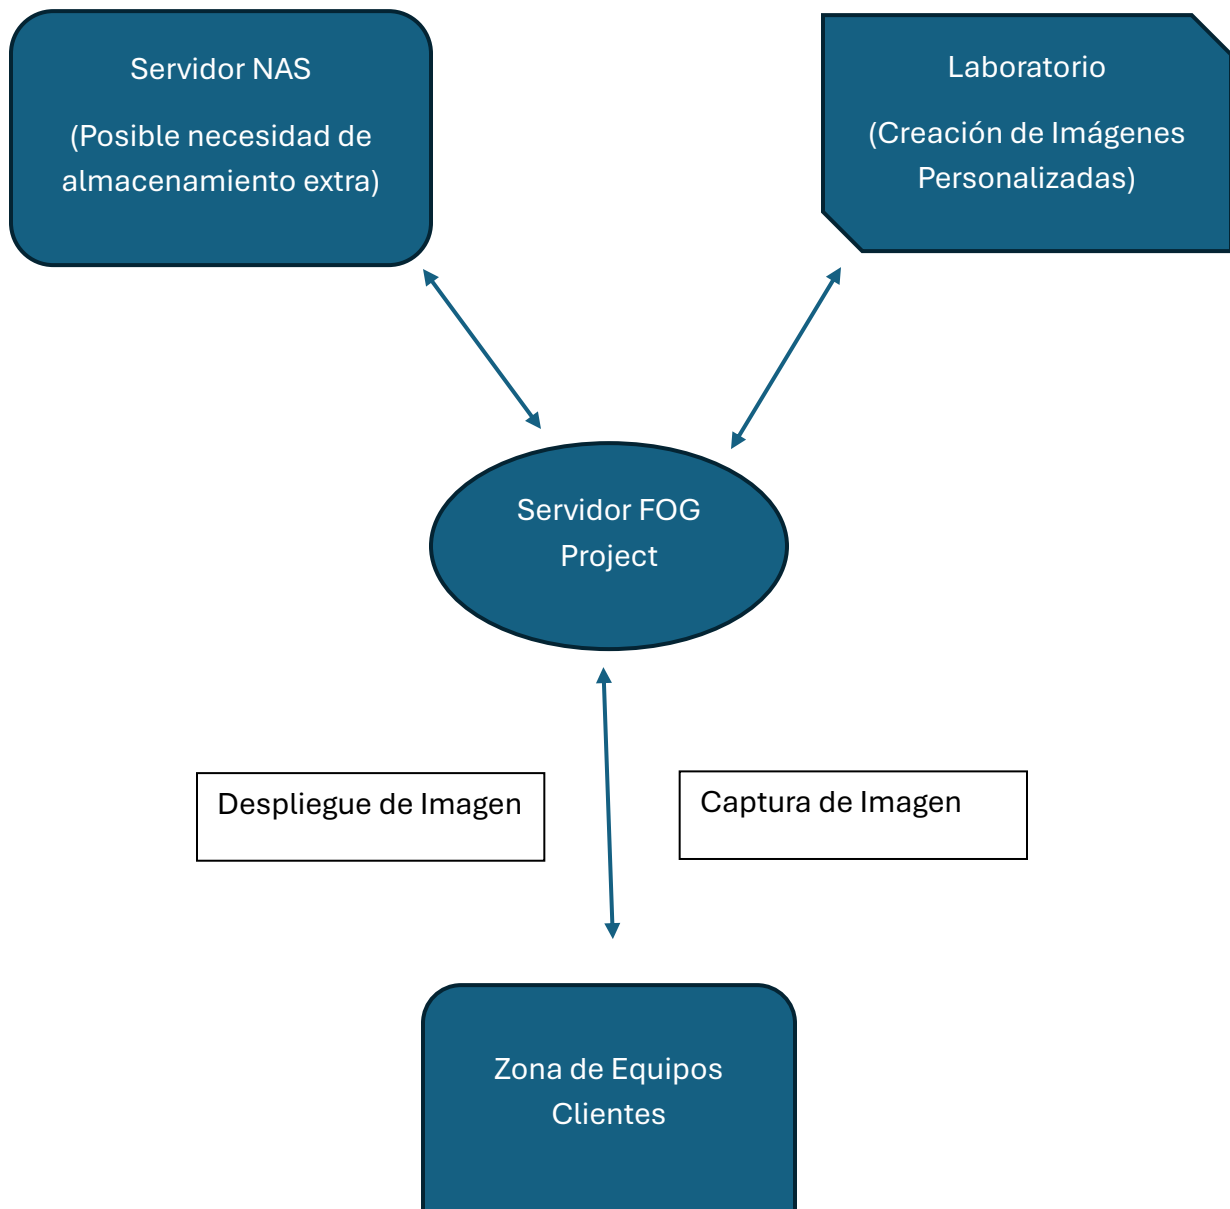 Servidor NAS
(Posible necesidad de
almacenamiento extra)
Laboratorio
(Creación de Imágenes
Personalizadas)
Servidor FOG
Project
Despliegue de Imagen
Captura de Imagen
Zona de Equipos
Clientes